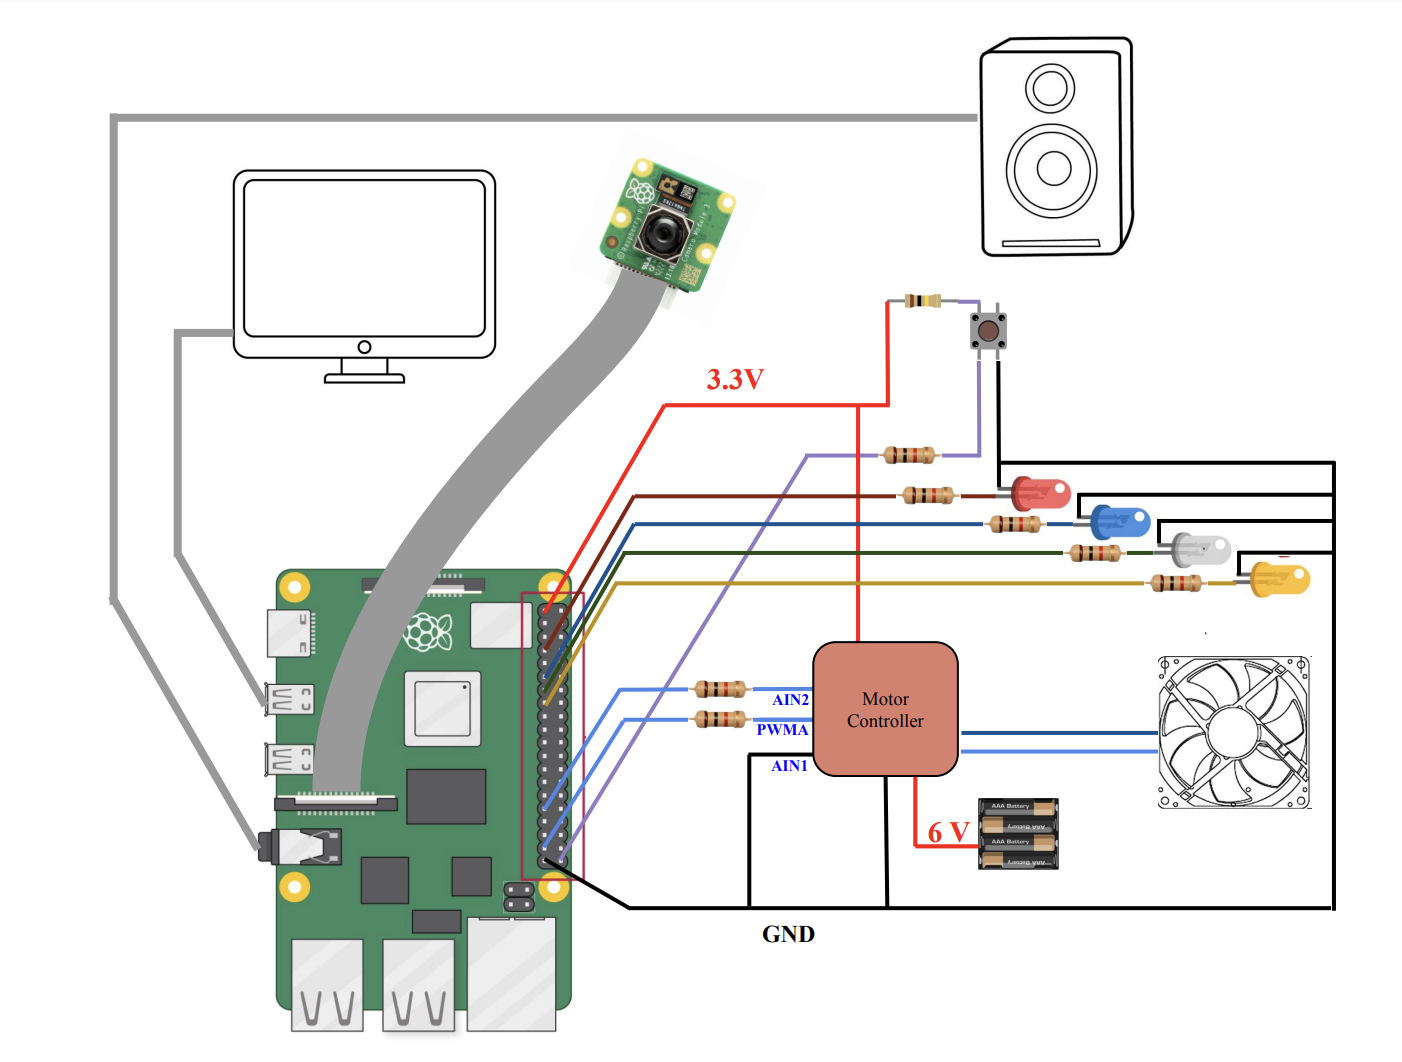 3.3V
AIN2
PWMA
AIN1
Motor
Controller
6 V
AAA Battery
AAA Battery
AAA Battery
AAA Battery
GND